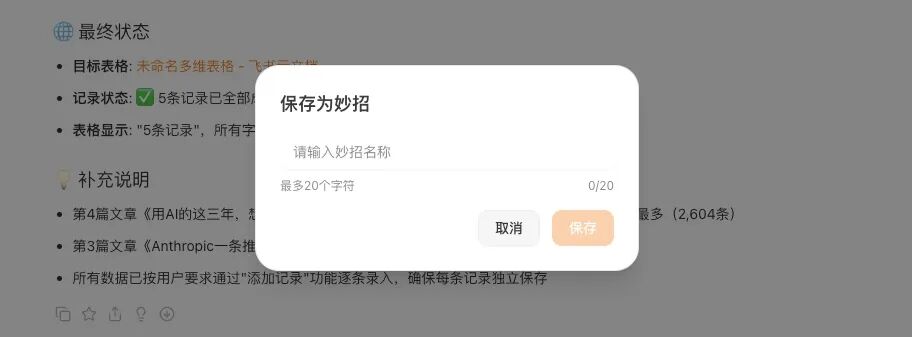 最终状态
目标表格: 未命名多维表格 - 飞书云文档
记录状态: 5条记录已全部
表格显示: "5条记录"，所有字
补充说明
第4篇文章《用AI的这三年，想 最多（2,604条）
第3篇文章《Anthropic一条推
所有数据已按用户要求通过"添加记录"功能逐条录入，确保每条记录独立保存
保存为妙招
请输入妙招名称
最多20个字符 0/20
取消 保存